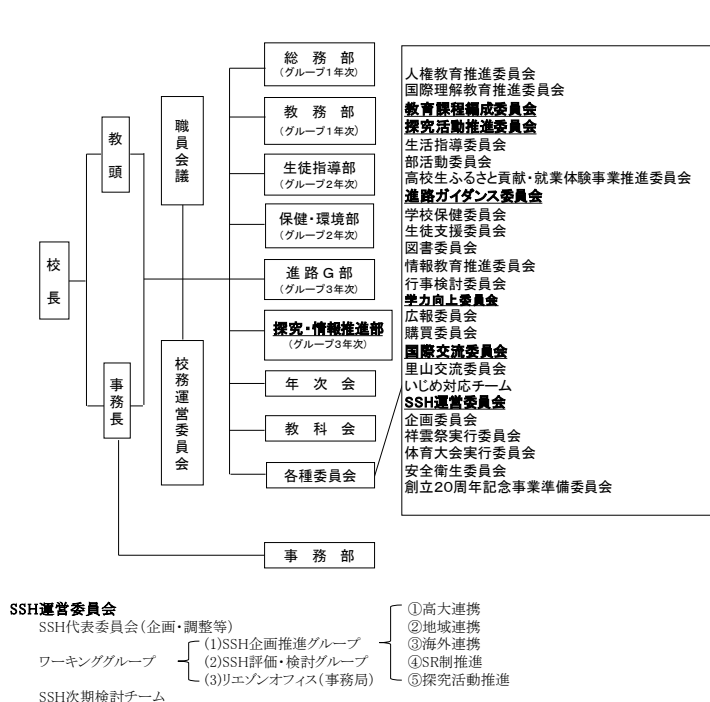 校長
教頭
事務長
職員会議
校務運営委員会
総務部
(グループ1年次)
教務部
(グループ1年次)
生徒指導部
(グループ2年次)
保健・環境部
(グループ2年次)
進路G部
(グループ3年次)
探究・情報推進部
(グループ3年次)
年次会
教科会
各種委員会
事務部
人権教育推進委員会
国際理解教育推進委員会
教育課程編成委員会
探究活動推進委員会
生活指導委員会
部活動委員会
高校生ふるさと貢献・就業体験事業推進委員会
進路ガイダンス委員会
学校保健委員会
生徒支援委員会
図書委員会
情報教育推進委員会
行事検討委員会
学力向上委員会
広報委員会
購買委員会
国際交流委員会
里山交流委員会
いじめ対応チーム
SSH運営委員会
企画委員会
祥雲祭実行委員会
体育大会実行委員会
安全衛生委員会
創立20周年記念事業準備委員会
SSH運営委員会
SSH代表委員会(企画・調整等)
ワーキンググループ
(1)SSH企画推進グループ
(2)SSH評価・検討グループ
(3)リエゾンオフィス(事務局)
①高大連携
②地域連携
③海外連携
④SR制推進
⑤探究活動推進
SSH次期検討チーム